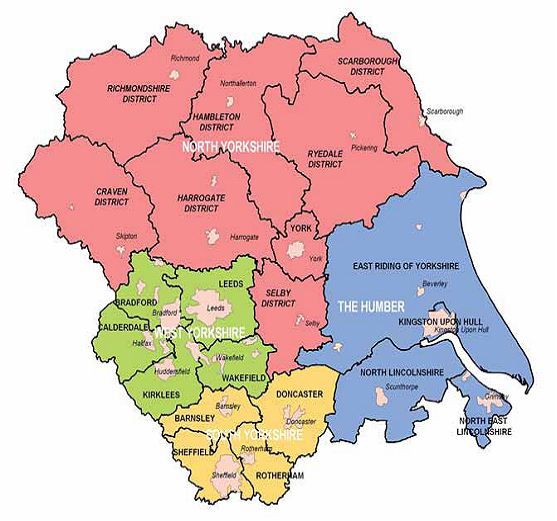 SCARBOROUGH
DISTRICT
Richmond
RICHMONDSHIRE
DISTRICT
Northallerton
HAMBLETON
DISTRICT
Scarborough
NORTH YORKSHIRE
Pickering
RYEDALE
DISTRICT
CRAVEN
DISTRICT
HARROGATE
DISTRICT
Skipton
Harrogate
YORK
York
EAST RIDING OF YORKSHIRE
LEEDS
Beverley
BRADFORD
SELBY
DISTRICT
Bradford
Leeds
THE HUMBER
CALDERDALE
WEST YORKSHIRE
Selby
KINGSTON UPON HULL
Kingston Upon Hull
Halifax
Wakefield
Huddersfield
WAKEFIELD
NORTH LINCOLNSHIRE
Scunthorpe
KIRKLEES
DONCASTER
Grimsby
Barnsley
BARNSLEY
Doncaster
NORTH EAST
LINCOLNSHIRE
SOUTH YORKSHIRE
SHEFFIELD
Rotherham
Sheffield
ROTHERHAM